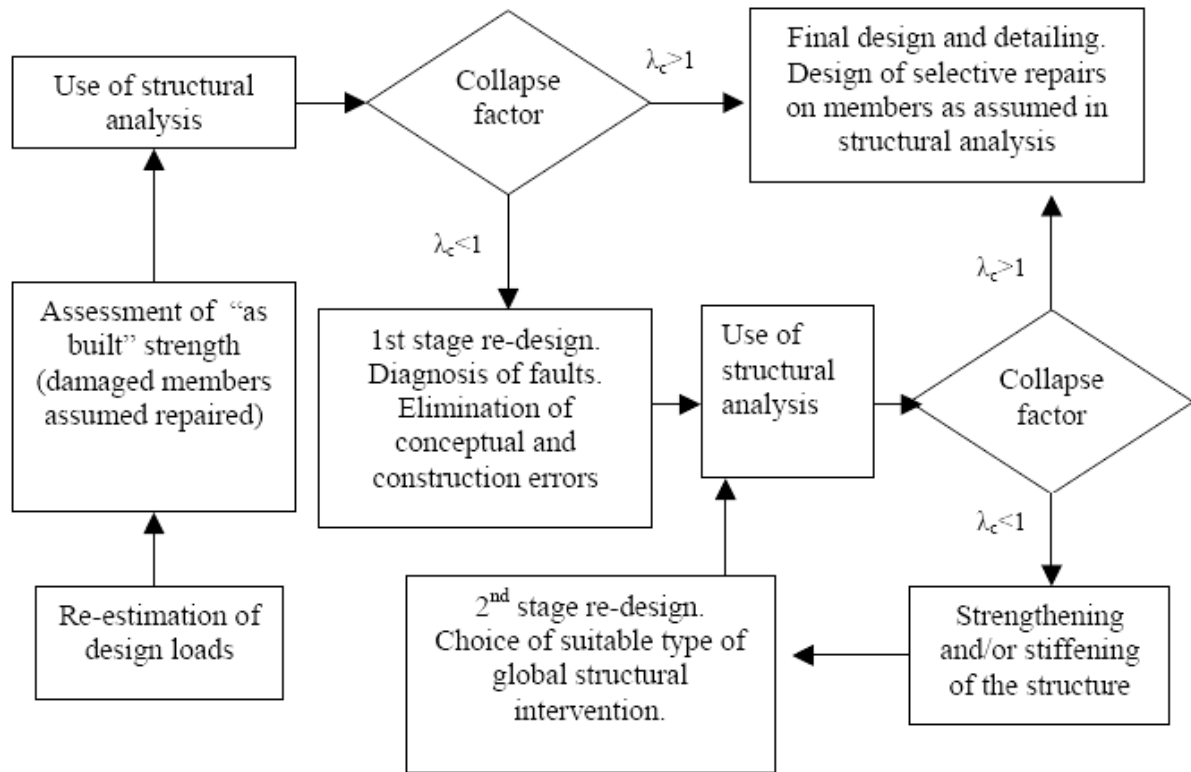 Use of structural
analysis
Collapse
factor
λc>1
Final design and detailing.
Design of selective repairs
on members as assumed in
structural analysis
λc<1
λc>1
Assessment of “as
built” strength
(damaged members
assumed repaired)
1st stage re-design.
Diagnosis of faults.
Elimination of
conceptual and
construction errors
Use of
structural
analysis
Collapse
factor
λc<1
Re-estimation of
design loads
2nd stage re-design.
Choice of suitable type of
global structural
intervention.
Strengthening
and/or stiffening
of the structure